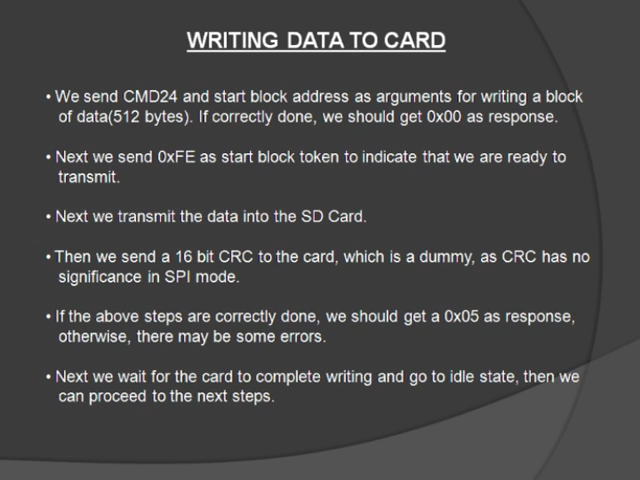 WRITING DATA TO CARD
• We send CMD24 and start block address as arguments for writing a block
of data(512 bytes). If correctly done, we should get 0x00 as response.
• Next we send 0xFE as start block token to indicate that we are ready to
transmit.
• Next we transmit the data into the SD Card.
• Then we send a 16 bit CRC to the card, which is a dummy, as CRC has no
significance in SPI mode.
• If the above steps are correctly done, we should get a 0x05 as response,
otherwise, there may be some errors.
• Next we wait for the card to complete writing and go to idle state, then we
can proceed to the next steps.